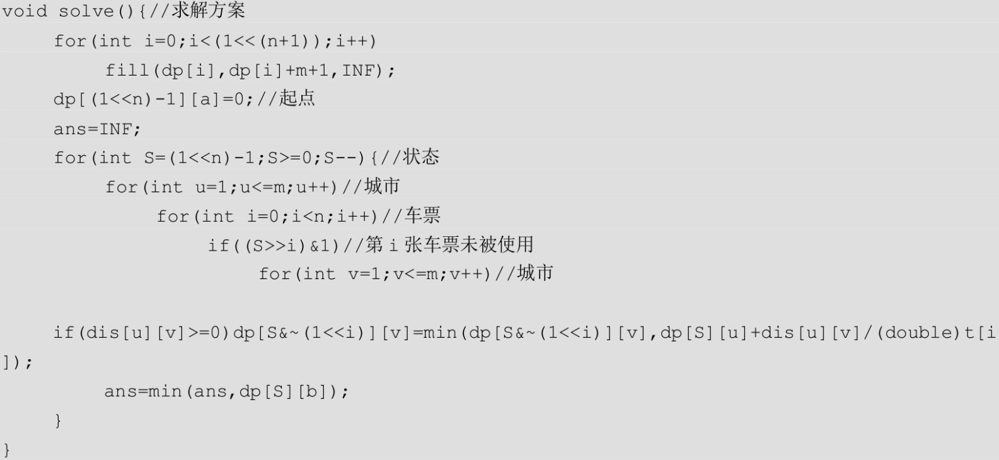 void solve(){//求解方案
for(int i=0;i<(1<<(n+1));i++)
fill(dp[i],dp[i]+m+1,INF);
dp[(1<<n)-1][a]=0;//起点
ans=INF;
for(int S=(1<<n)-1;S>=0;S--){//状态
for(int u=1;u<=m;u++)//城市
for(int i=0;i<n;i++)//车票
if((S>>i)&1)//第 i 张车票未被使用
for(int v=1;v<=m;v++)//城市
if(dis[u][v]>=0)dp[S&~(1<<i)][v]=min(dp[S&~(1<<i)][v],dp[S][u]+dis[u][v]/(double)t[i
]);
ans=min(ans,dp[S][b]);
}
}